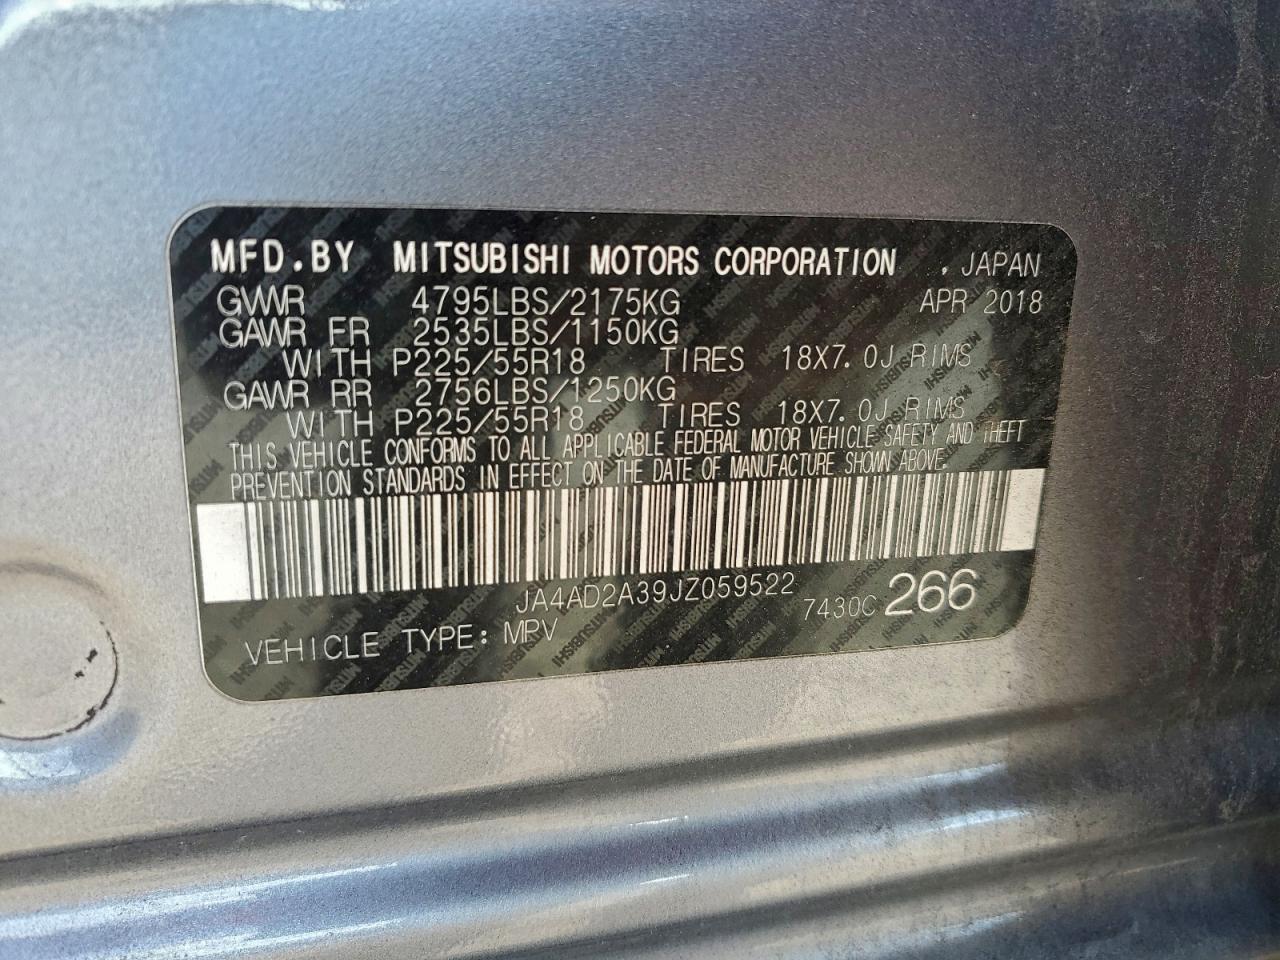 MFD.BY MITSUBISHI MOTORS CORPORATION , JAPAN
GVWR 4795LBS/2175KG APR 2018
GAWR FR 2535LBS/1150KG
WITH P225/55R18 TIRES 18X7.0J RIMS
GAWR RR 2756LBS/1250KG
WITH P225/55R18 TIRES 18X7.0J RIMS
THIS VEHICLE CONFORMS TO ALL APPLICABLE FEDERAL MOTOR VEHICLE SAFETY AND THEFT
PREVENTION STANDARDS IN EFFECT ON THE DATE OF MANUFACTURE SHOWN ABOVE.
JA4AD2A39JZ059522
7430C 266
VEHICLE TYPE: MPV